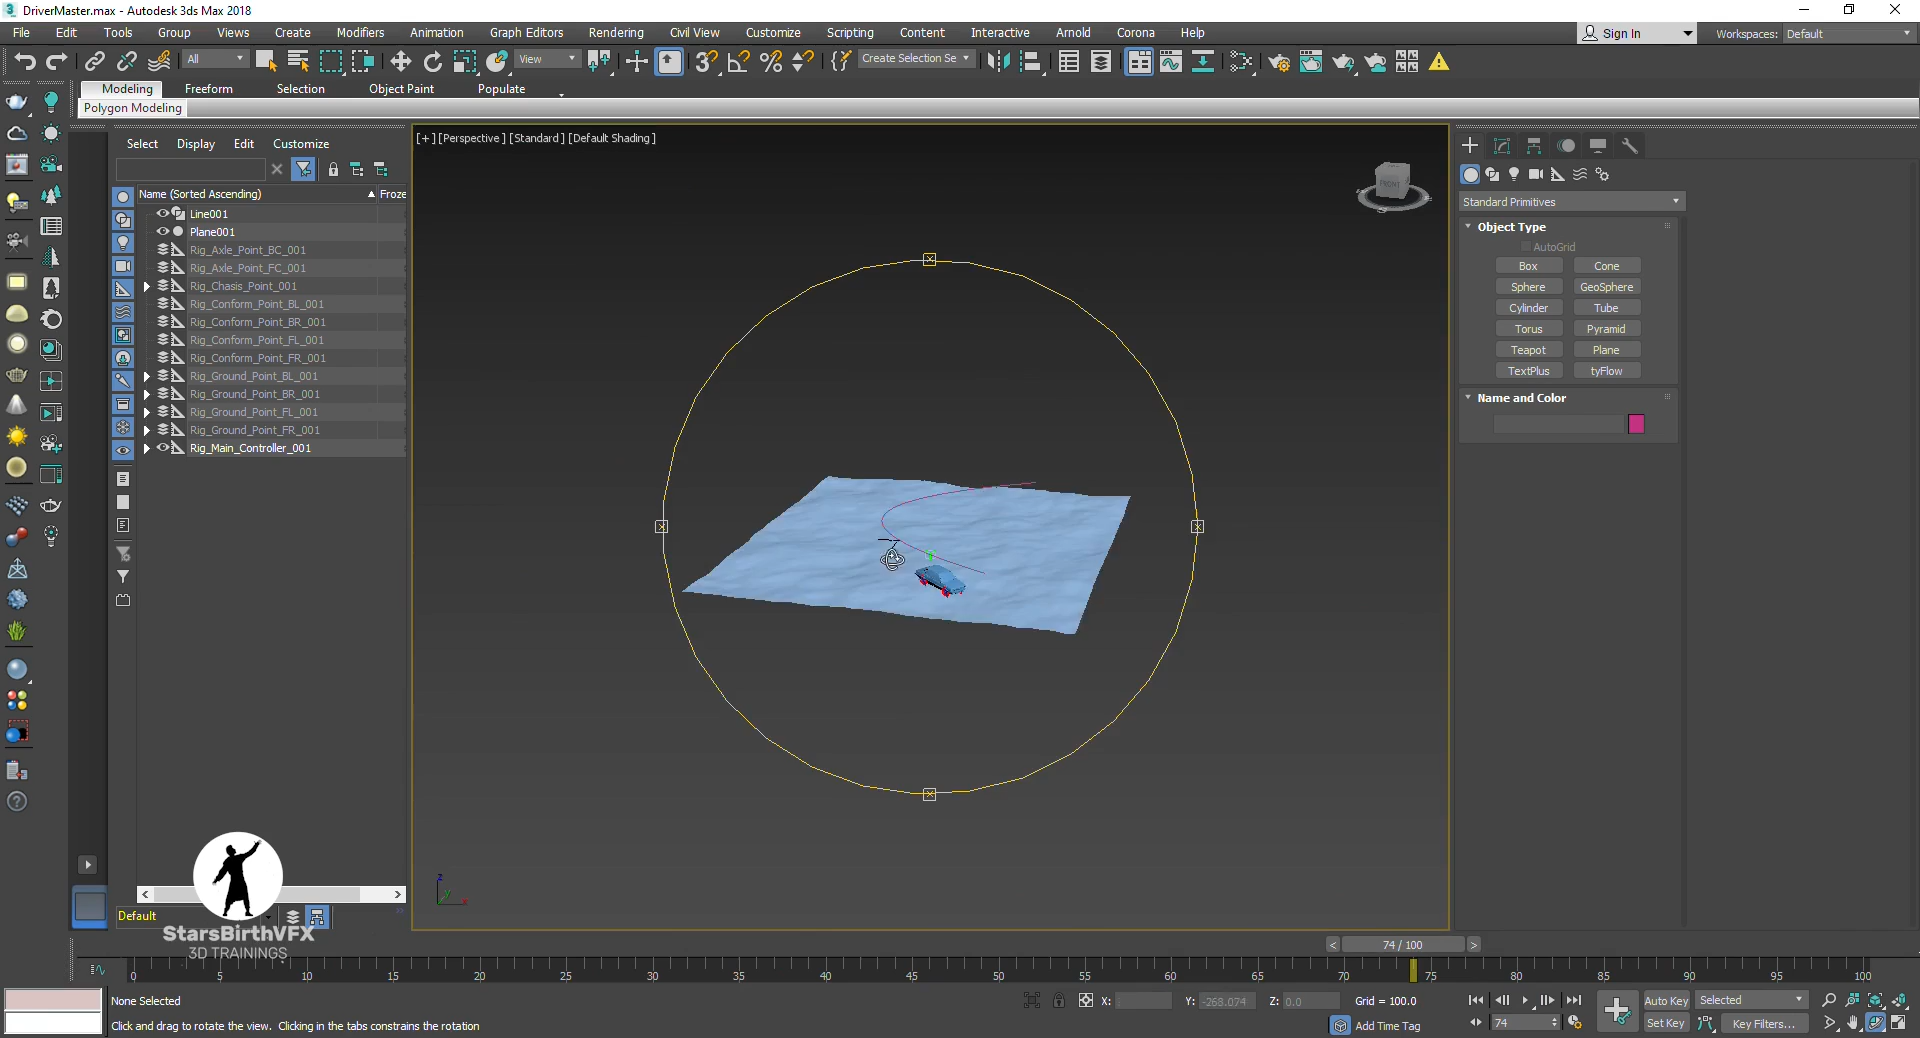 DriverMaster.max - Autodesk 3ds Max 2018
File Edit Tools Group Views Create Modifiers Animation Graph Editors Rendering Civil View Customize Scripting Content Interactive Arnold Corona Help
Sign In
Workspaces: Default
All
View
Create Selection Se
Modeling Freeform Selection Object Paint Populate
Polygon Modeling
Select Display Edit Customize
Name (Sorted Ascending) Froze
Line001
Plane001
Rig_Axle_Point_BC_001
Rig_Axle_Point_FC_001
Rig_Chasis_Point_001
Rig_Conform_Point_BL_001
Rig_Conform_Point_BR_001
Rig_Conform_Point_FL_001
Rig_Conform_Point_FR_001
Rig_Ground_Point_BL_001
Rig_Ground_Point_BR_001
Rig_Ground_Point_FL_001
Rig_Ground_Point_FR_001
Rig_Main_Controller_001
[+] [Perspective] [Standard] [Default Shading]
FRONT
Standard Primitives
Object Type
AutoGrid
Box Cone
Sphere GeoSphere
Cylinder Tube
Torus Pyramid
Teapot Plane
TextPlus tyFlow
Name and Color
z
y
x
Default
StarsBirthVFX
3D TRAININGS
< 74 / 100 >
0 5 10 15 20 25 30 35 40 45 50 55 60 65 70 75 80 85 90 95 100
None Selected
Click and drag to rotate the view. Clicking in the tabs constrains the rotation
X: Y: -268.074 Z: 0.0 Grid = 100.0
Add Time Tag
74
Auto Key Selected
Set Key Key Filters...